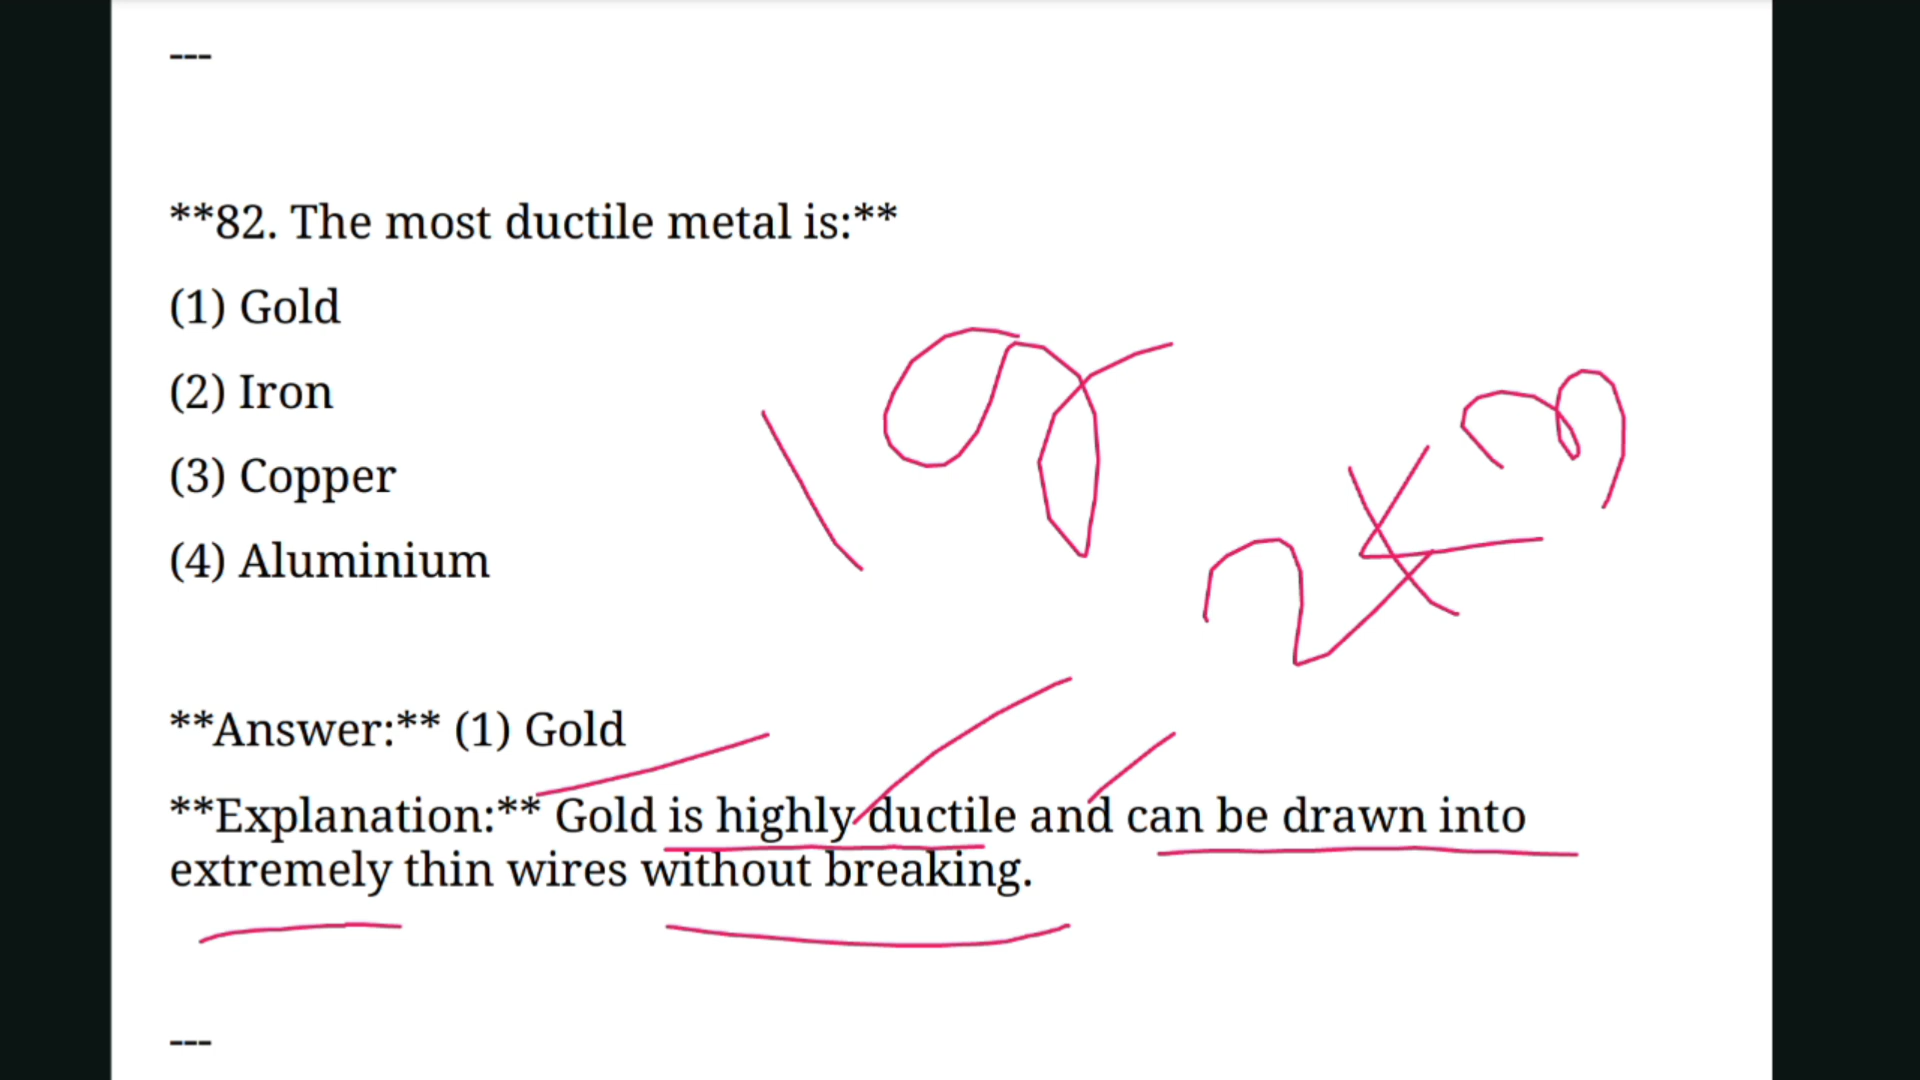 ---
**82. The most ductile metal is:**
(1) Gold
(2) Iron
(3) Copper
(4) Aluminium
**Answer:** (1) Gold
**Explanation:** Gold is highly ductile and can be drawn into
extremely thin wires without breaking.
---